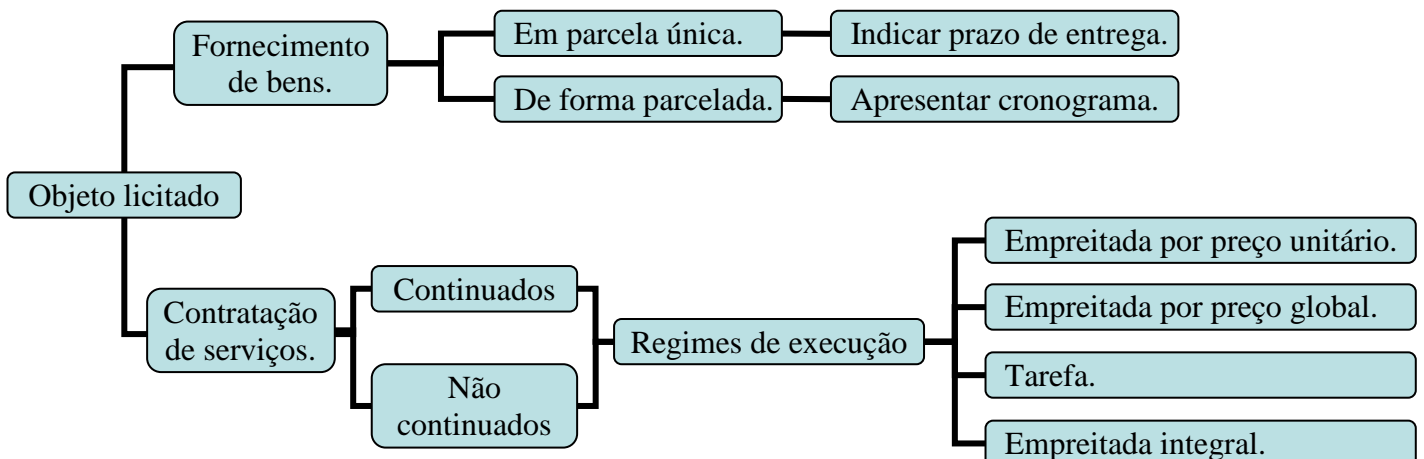 Fornecimento
de bens.
Em parcela única.
Indicar prazo de entrega.
De forma parcelada.
Apresentar cronograma.
Objeto licitado
Contratação
de serviços.
Continuados
Não
continuados
Regimes de execução
Empreitada por preço unitário.
Empreitada por preço global.
Tarefa.
Empreitada integral.